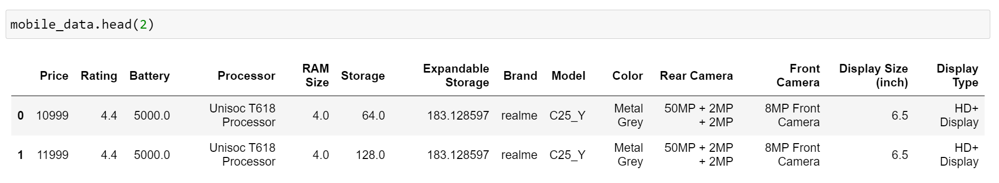 mobile_data.head(2)
Price Rating Battery Processor RAM Size Storage Expandable Storage Brand Model Color Rear Camera Front Camera Display Size (inch) Display Type
0 10999 4.4 5000.0 Unisoc T618 Processor 4.0 64.0 183.128597 realme C25_Y Metal Grey 50MP + 2MP + 2MP 8MP Front Camera 6.5 HD+ Display
1 11999 4.4 5000.0 Unisoc T618 Processor 4.0 128.0 183.128597 realme C25_Y Metal Grey 50MP + 2MP + 2MP 8MP Front Camera 6.5 HD+ Display